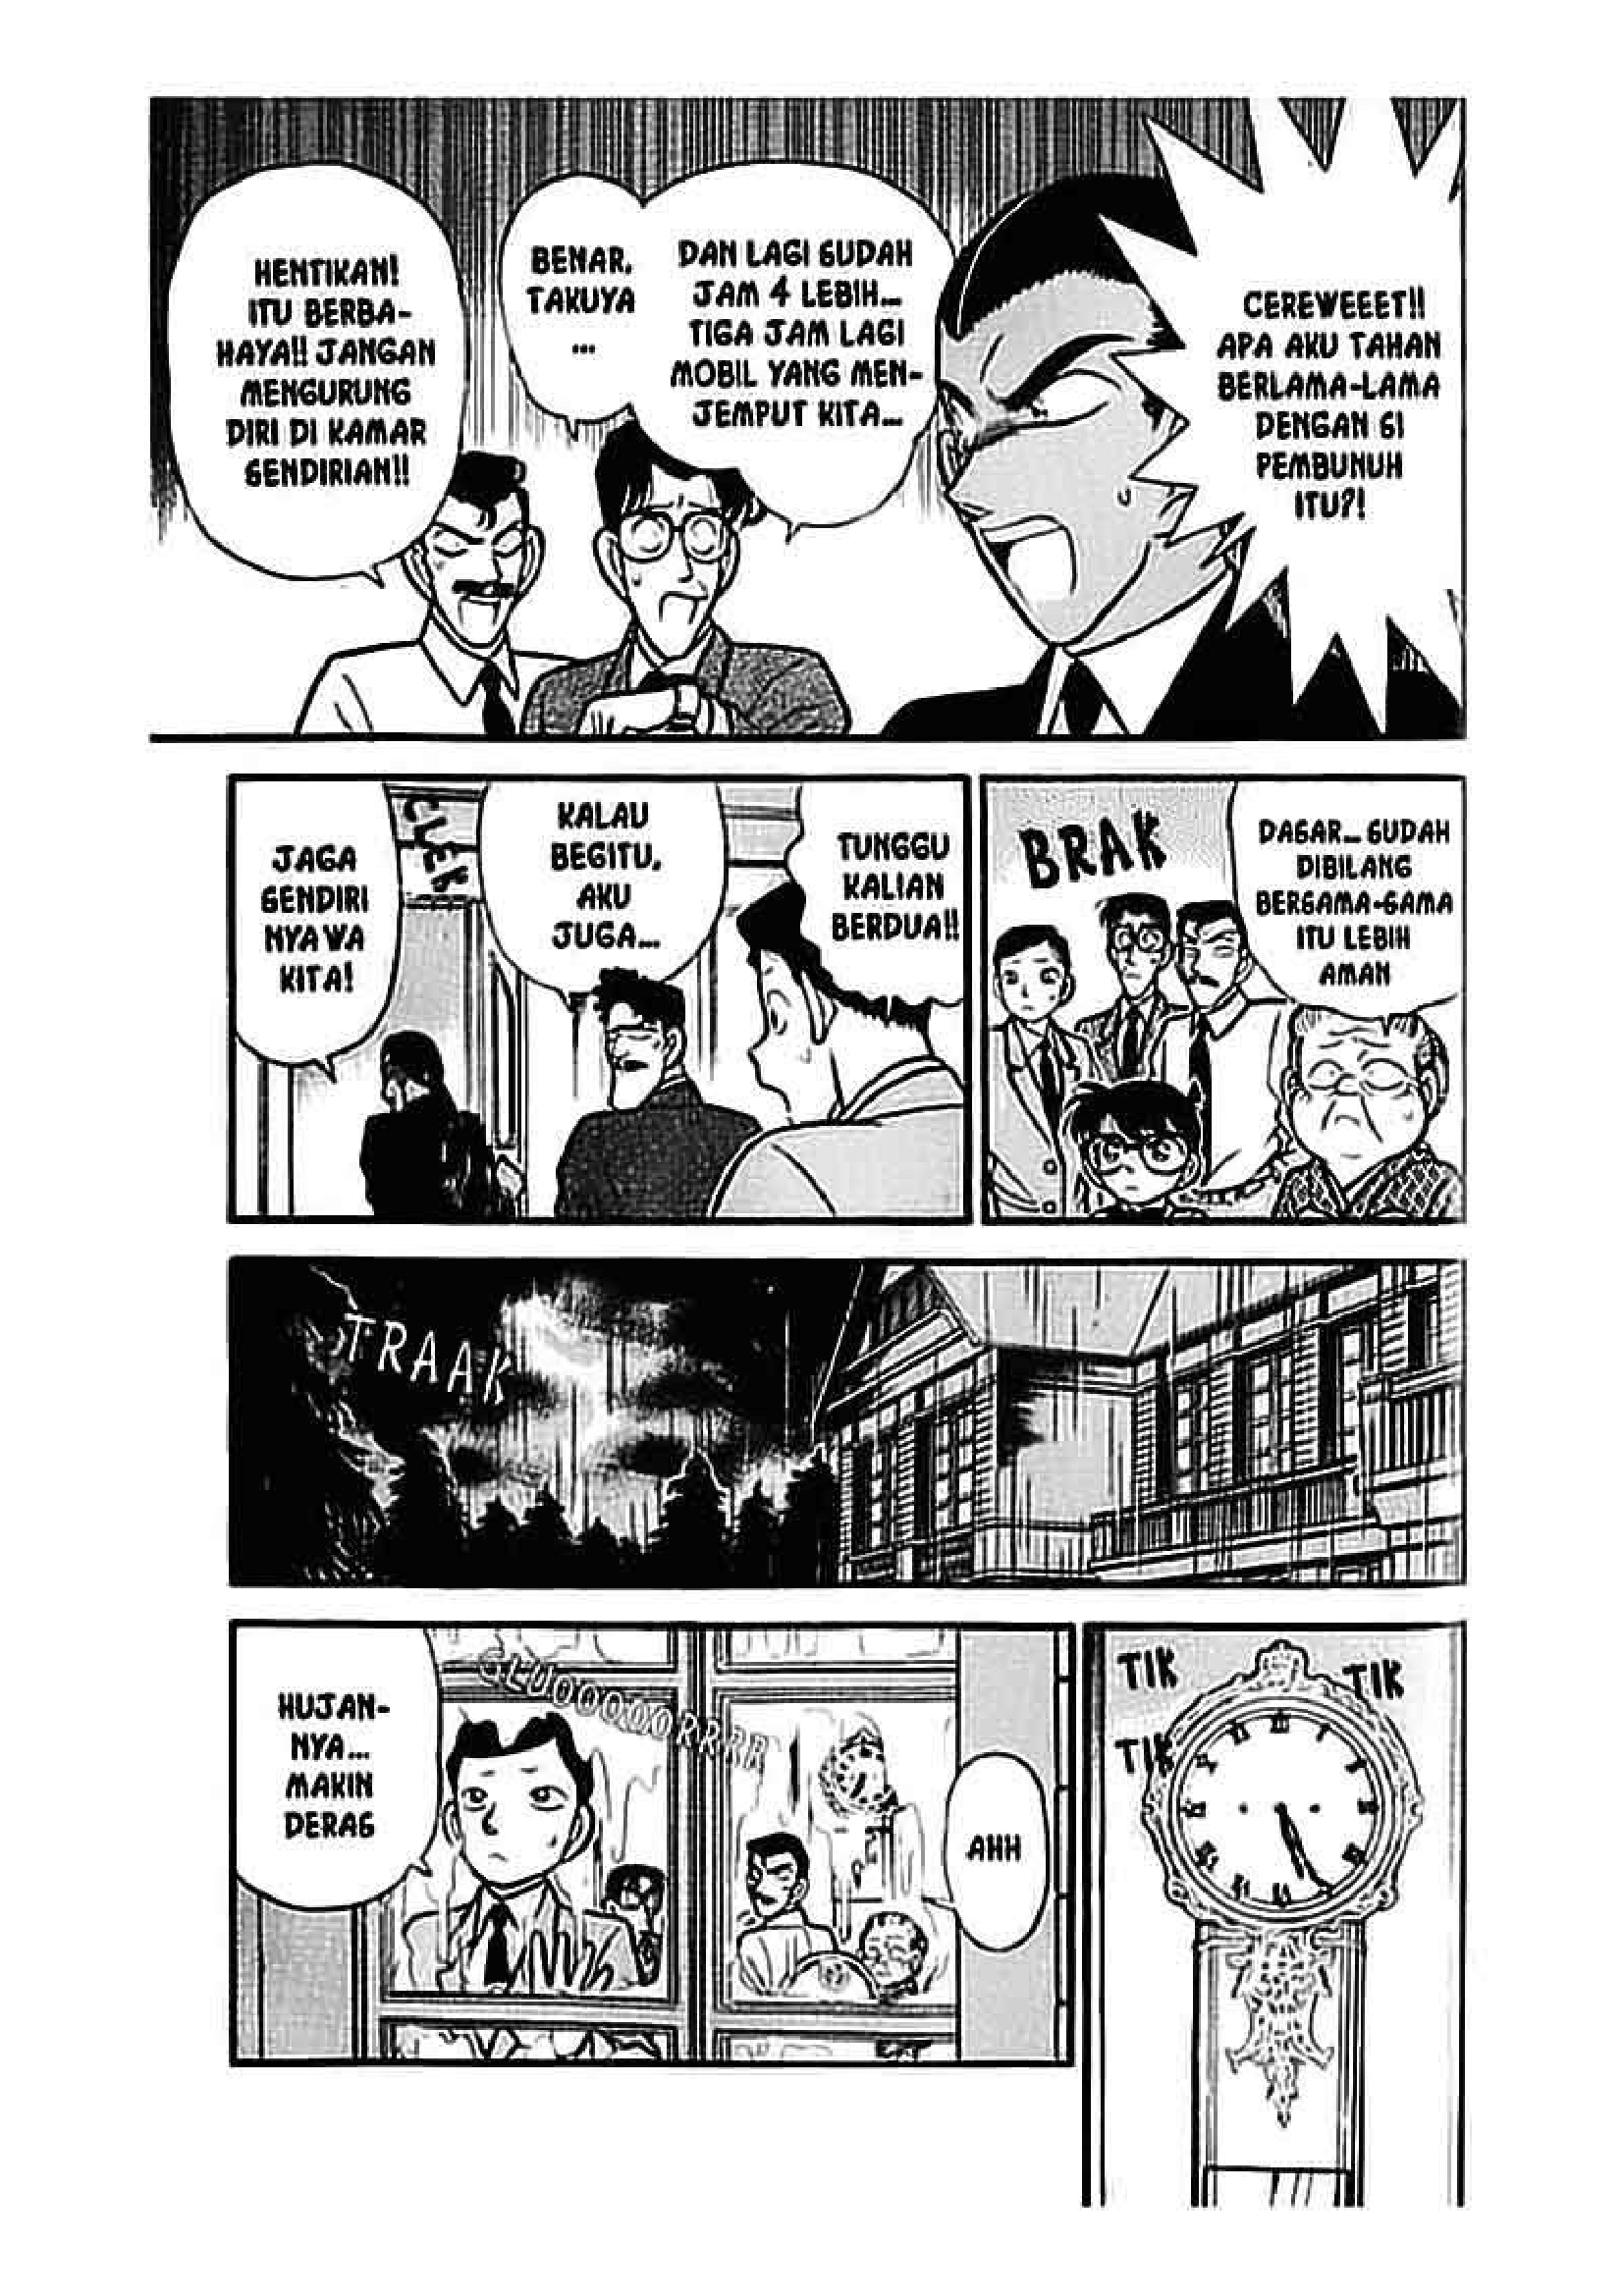 CEREWEEET!!
APA AKU TAHAN
BERLAMA-LAMA
DENGAN SI
PEMBUNUH
ITU?!
DAN LAGI SUDAH
JAM 4 LEBIH...
TIGA JAM LAGI
MOBIL YANG MEN-
JEMPUT KITA...
BENAR,
TAKUYA
...
HENTIKAN!
ITU BERBA-
HAYA!! JANGAN
MENGURUNG
DIRI DI KAMAR
SENDIRIAN!!
DASAR... SUDAH
DIBILANG
BERSAMA-SAMA
ITU LEBIH
AMAN
BRAK
TUNGGU
KALIAN
BERDUA!!
KALAU
BEGITU,
AKU
JUGA...
CLEK
JAGA
SENDIRI
NYAWA
KITA!
TRAAK
TIK
TIK
TIK
AHH
GLUOOOOORRRR
HUJAN-
NYA...
MAKIN
DERAS